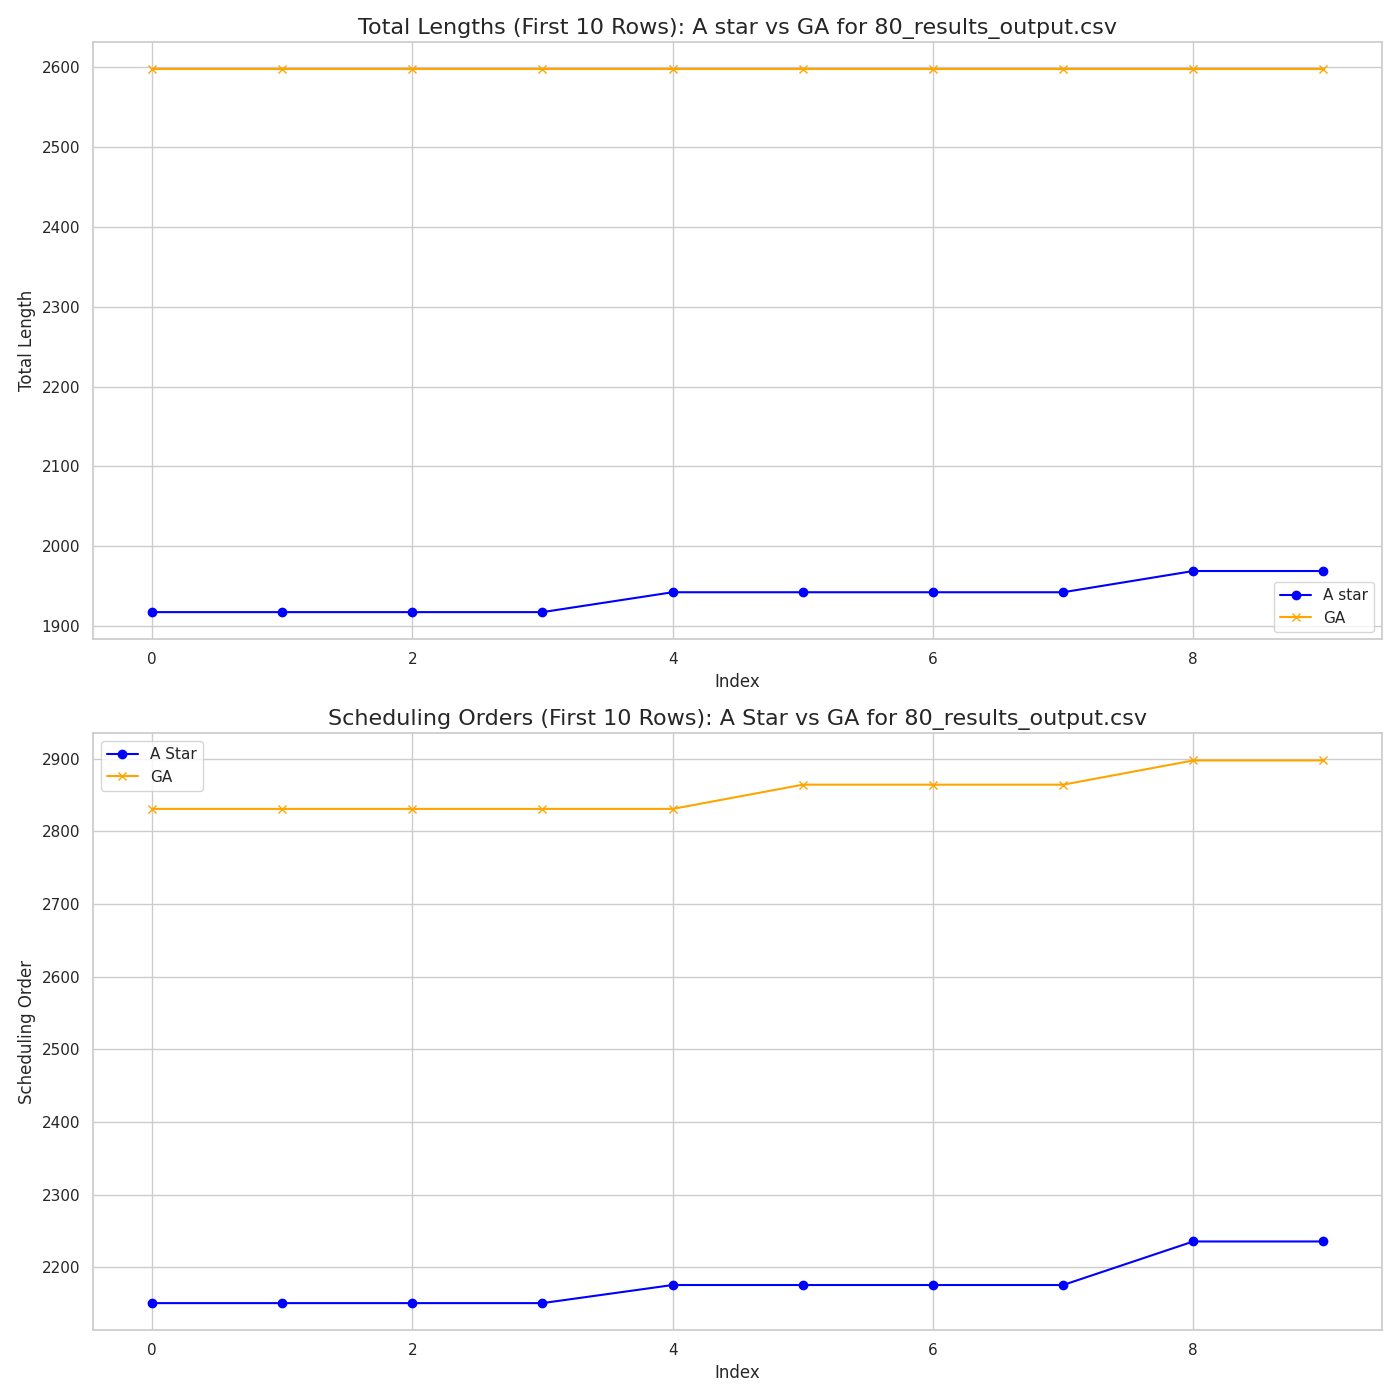 Total Lengths (First 10 Rows): A star vs GA for 80_results_output.csv
2600
2500
2400
2300
2200
2100
2000
1900
Total Length
A star
GA
0 2 4 6 8
Index
Scheduling Orders (First 10 Rows): A Star vs GA for 80_results_output.csv
A Star
GA
2900
2800
2700
2600
2500
2400
2300
2200
Scheduling Order
0 2 4 6 8
Index